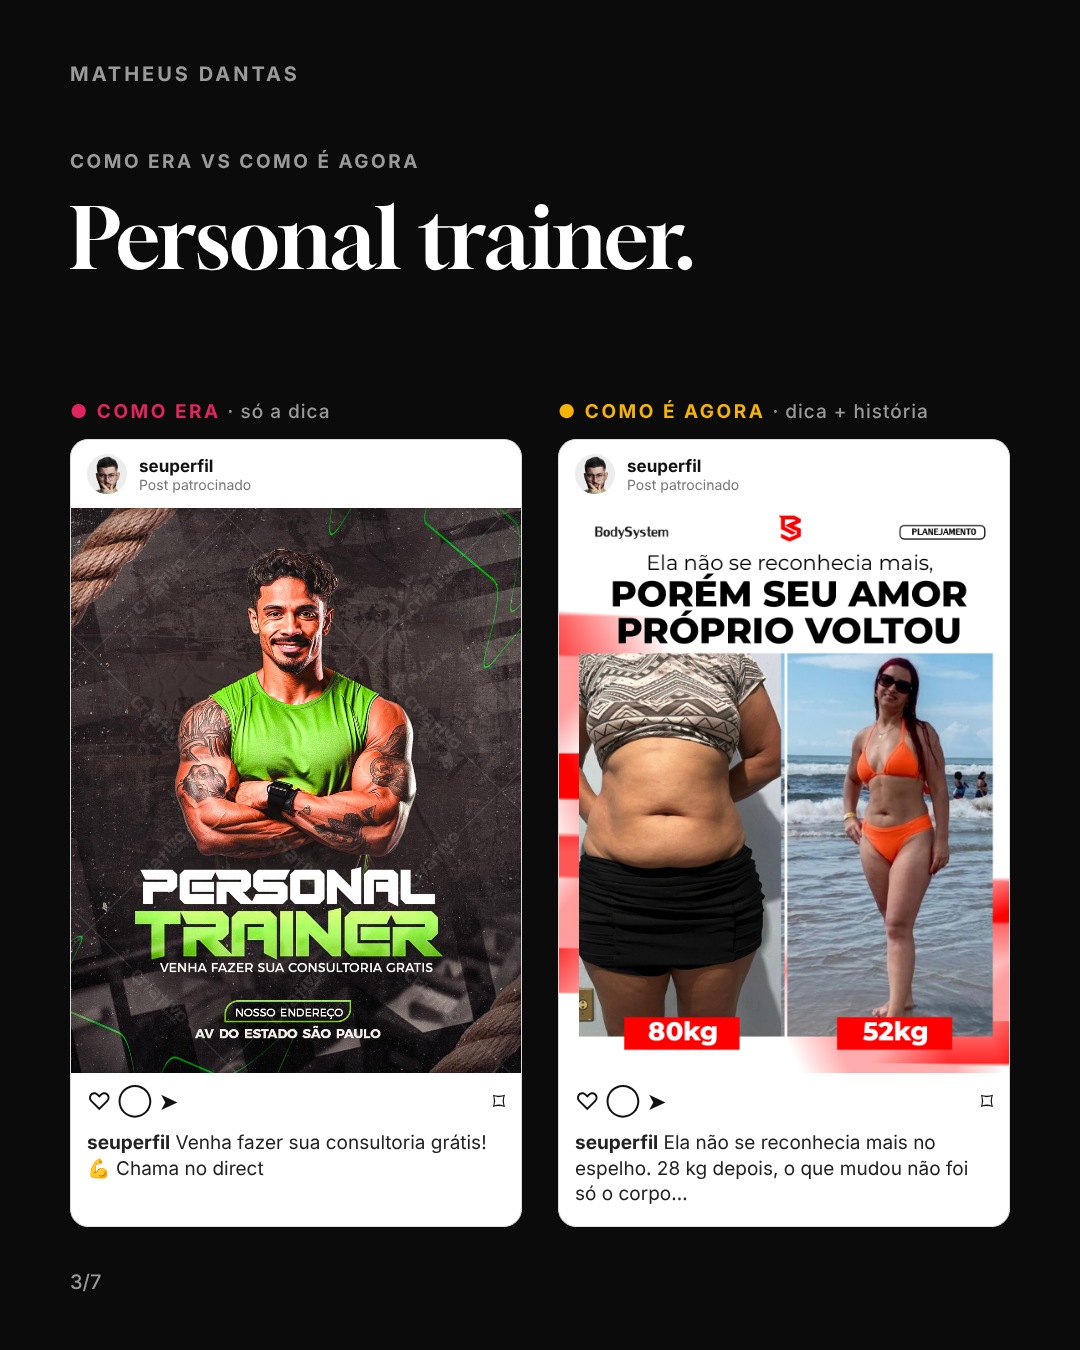 MATHEUS DANTAS
COMO ERA VS COMO É AGORA
Personal trainer.
COMO ERA · só a dica
seuperfil
Post patrocinado
PERSONAL
TRAINER
VENHA FAZER SUA CONSULTORIA GRATIS
NOSSO ENDEREÇO
AV DO ESTADO SÃO PAULO
seuperfil Venha fazer sua consultoria grátis!
💪 Chama no direct
COMO É AGORA · dica + história
seuperfil
Post patrocinado
BodySystem
PLANEJAMENTO
Ela não se reconhecia mais,
PORÉM SEU AMOR
PRÓPRIO VOLTOU
80kg
52kg
seuperfil Ela não se reconhecia mais no
espelho. 28 kg depois, o que mudou não foi
só o corpo...
3/7